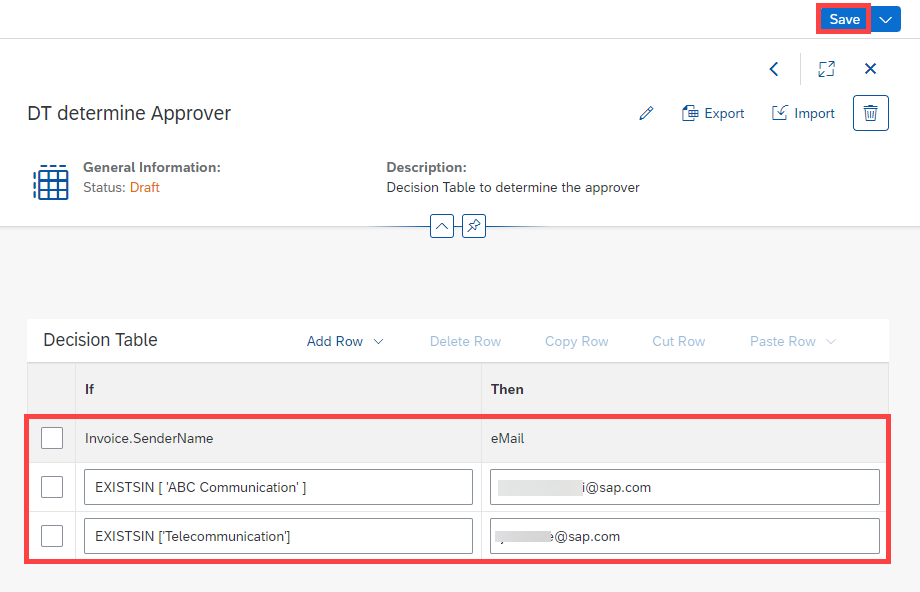 Save
DT determine Approver
Export
Import
General Information:
Status: Draft
Description:
Decision Table to determine the approver
Decision Table
Add Row
Delete Row
Copy Row
Cut Row
Paste Row
If
Then
Invoice.SenderName
eMail
EXISTSIN [ 'ABC Communication' ]
i@sap.com
EXISTSIN ['Telecommunication']
e@sap.com